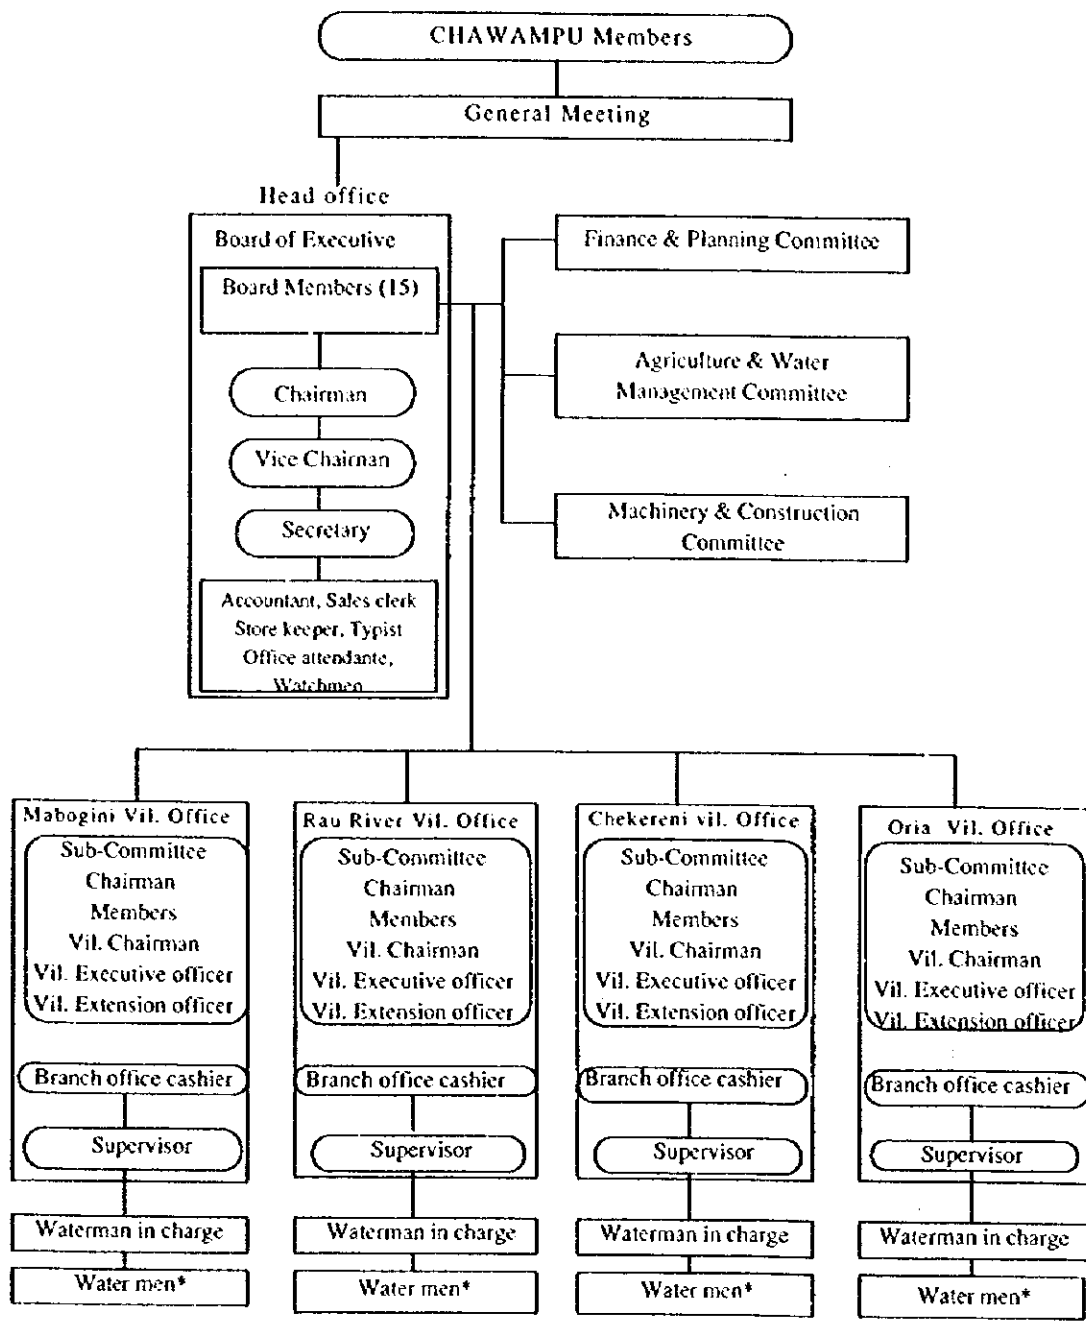 CHAWAMPU Members
General Meeting
Head office
Board of Executive
Board Members (15)
Chairman
Vice Chairnan
Secretary
Accountant, Sales clerk
Store keeper, Typist
Office attendante,
Watchmen
Finance & Planning Committee
Agriculture & Water
Management Committee
Machinery & Construction
Committee
Mabogini Vil. Office
Sub-Committee
Chairman
Members
Vil. Chairman
Vil. Executive officer
Vil. Extension officer
Branch office cashier
Supervisor
Waterman in charge
Water men*
Rau River Vil. Office
Sub-Committee
Chairman
Members
Vil. Chairman
Vil. Executive officer
Vil. Extension officer
Branch office cashier
Supervisor
Waterman in charge
Water men*
Chekereni vil. Office
Sub-Committee
Chairman
Members
Vil. Chairman
Vil. Executive officer
Vil. Extension officer
Branch office cashier
Supervisor
Waterman in charge
Water men*
Oria Vil. Office
Sub-Committee
Chairman
Members
Vil. Chairman
Vil. Executive officer
Vil. Extension officer
Branch office cashier
Supervisor
Waterman in charge
Water men*